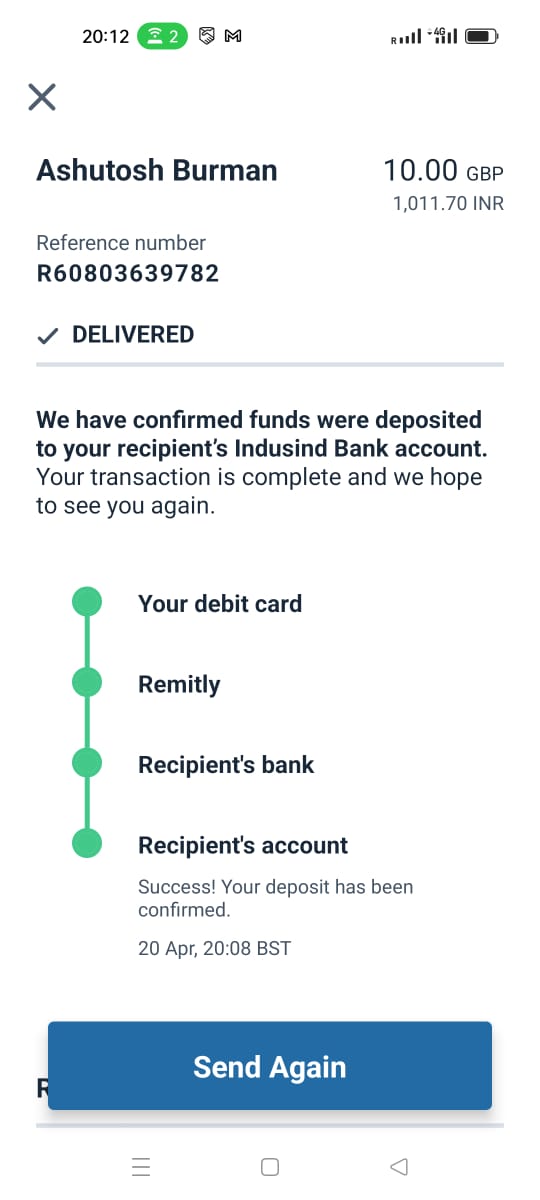 20:12 2 R 4G
Ashutosh Burman 10.00 GBP
1,011.70 INR
Reference number
R60803639782
DELIVERED
We have confirmed funds were deposited
to your recipient's Indusind Bank account.
Your transaction is complete and we hope
to see you again.
Your debit card
Remitly
Recipient's bank
Recipient's account
Success! Your deposit has been
confirmed.
20 Apr, 20:08 BST
Send Again